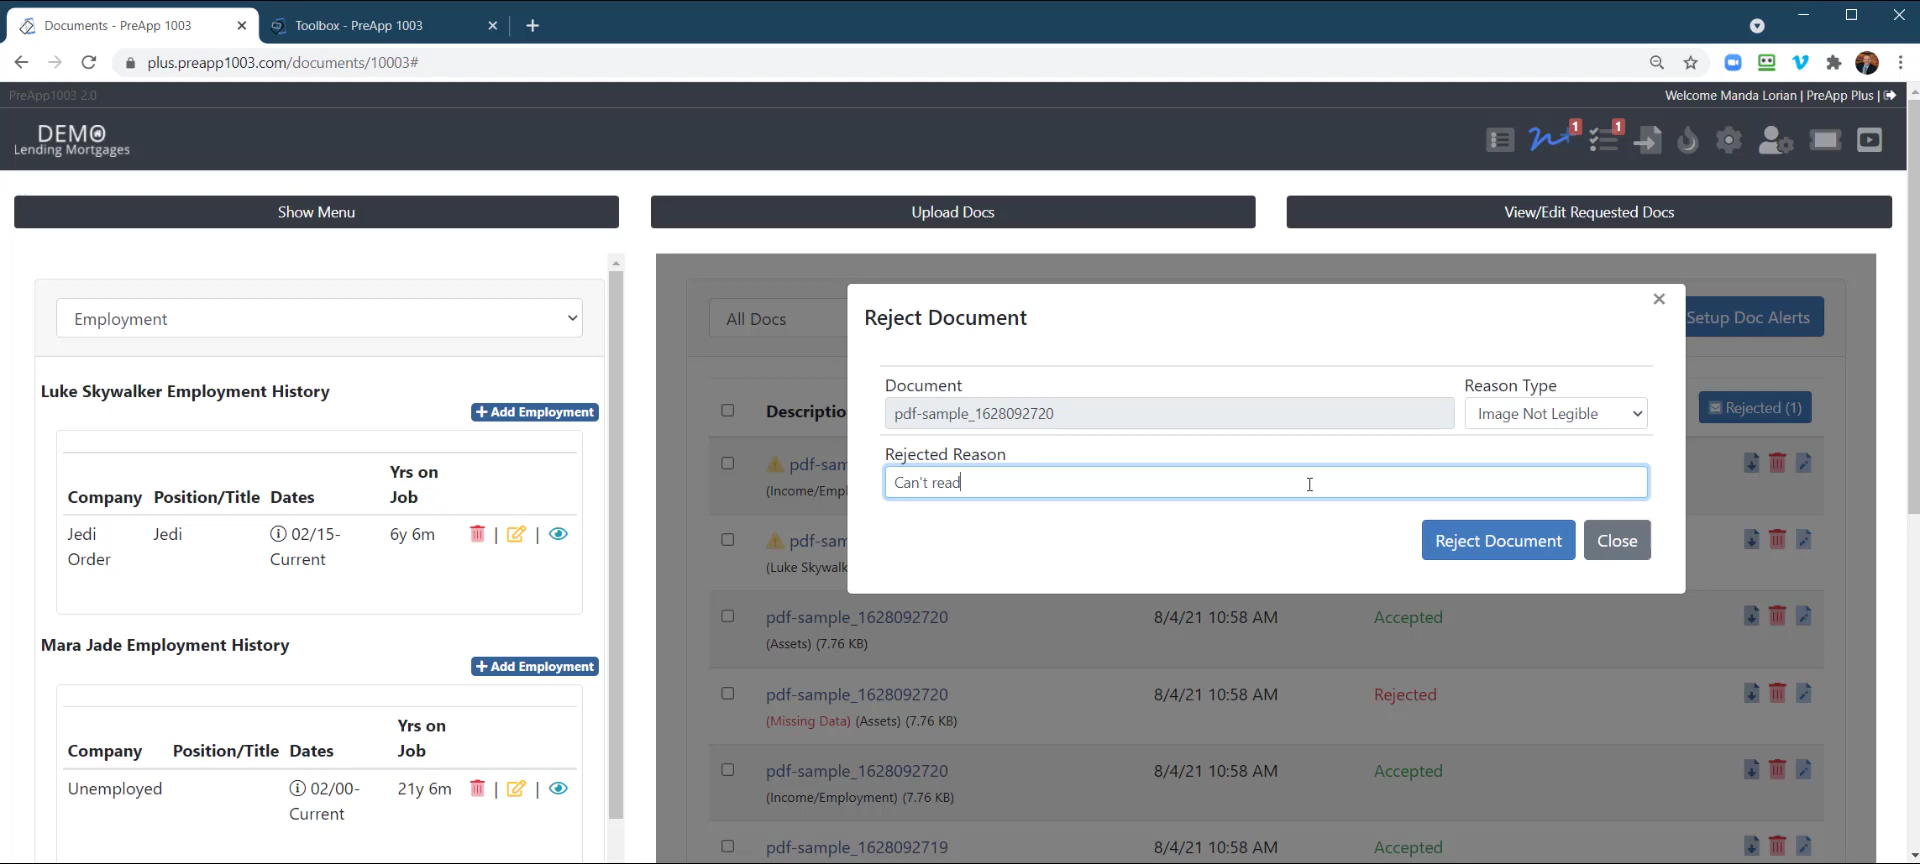 Documents - PreApp 1003
Toolbox - PreApp 1003
plus.preapp1003.com/documents/10003#
PreApp1003 2.0
Welcome Manda Lorian | PreApp Plus |
DEMO
Lending Mortgages
1
1
Show Menu
Upload Docs
View/Edit Requested Docs
Employment
Luke Skywalker Employment History
+ Add Employment
Company Position/Title Dates Yrs on Job
Jedi Order Jedi 02/15-Current 6y 6m | |
Mara Jade Employment History
+ Add Employment
Company Position/Title Dates Yrs on Job
Unemployed 02/00-Current 21y 6m | |
All Docs
Setup Doc Alerts
Descriptio
Rejected (1)
pdf-sam
(Income/Empl
pdf-sam
(Luke Skywalk
pdf-sample_1628092720 8/4/21 10:58 AM Accepted
(Assets) (7.76 KB)
pdf-sample_1628092720 8/4/21 10:58 AM Rejected
(Missing Data) (Assets) (7.76 KB)
pdf-sample_1628092720 8/4/21 10:58 AM Accepted
(Income/Employment) (7.76 KB)
pdf-sample_1628092719 8/4/21 10:58 AM Accepted
Reject Document
Document
Reason Type
pdf-sample_1628092720
Image Not Legible
Rejected Reason
Can't read
Reject Document
Close